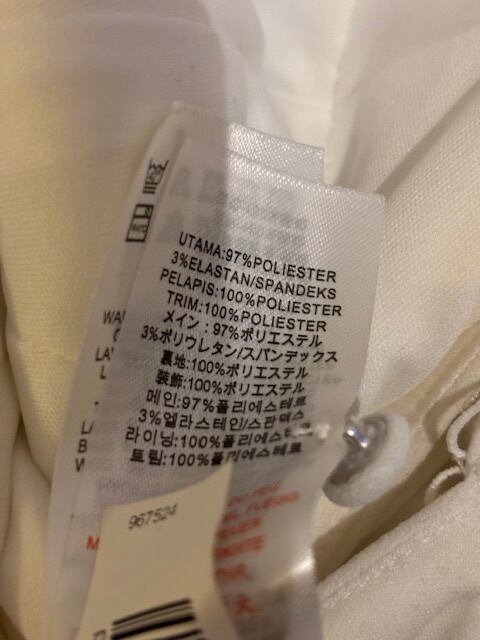 UTAMA:97%POLIESTER
3%ELASTAN/SPANDEKS
PELAPIS:100%POLIESTER
TRIM:100%POLIESTER
メイン：97%ポリエステル
3%ポリウレタン/スパンデックス
裏地:100%ポリエステル
装飾:100%ポリエステル
메인:97%폴리에스테르
3%엘라스테인/스판덱스
라이닝:100%폴리에스테르
트림:100%폴리에스테르
967524